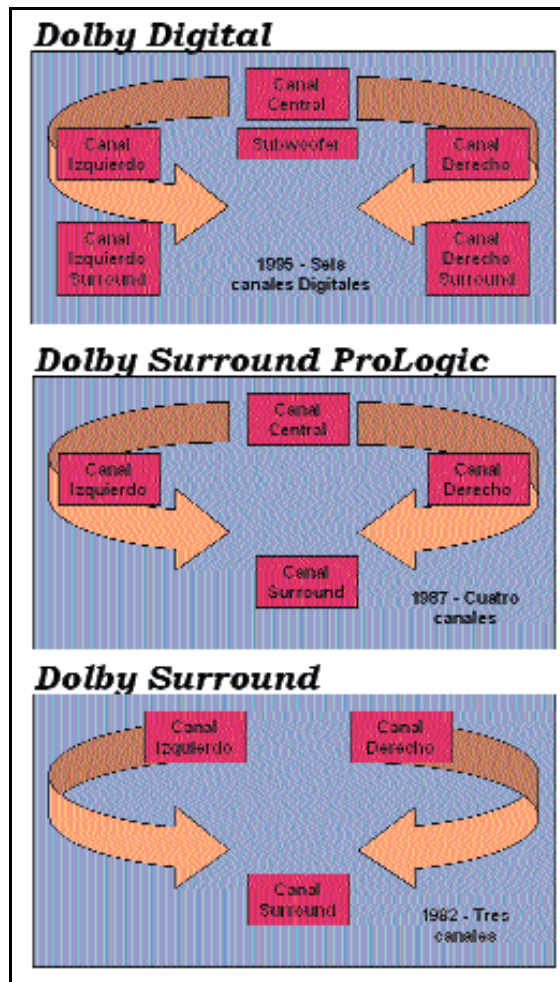 Dolby Digital
Canal
Central
Subwoofer
Canal
Izquierdo
Canal
Derecho
Canal
Izquierdo
Surround
Canal
Derecho
Surround
1995 - Seis
canales Digitales
Dolby Surround ProLogic
Canal
Central
Canal
Izquierdo
Canal
Derecho
Canal
Surround
1987 - Cuatro
canales
Dolby Surround
Canal
Izquierdo
Canal
Derecho
Canal
Surround
1982 - Tres
canales